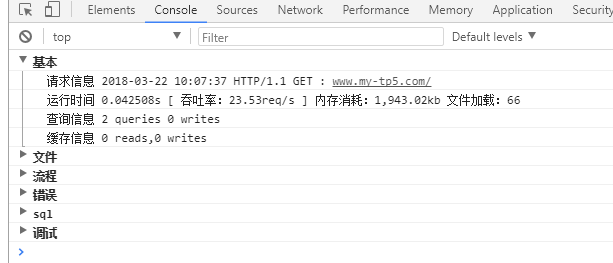 Elements Console Sources Network Performance Memory Application Security
top Filter Default levels
基本
请求信息 2018-03-22 10:07:37 HTTP/1.1 GET : www.my-tp5.com/
运行时间 0.042508s [ 吞吐率: 23.53req/s ] 内存消耗: 1,943.02kb 文件加载: 66
查询信息 2 queries 0 writes
缓存信息 0 reads,0 writes
文件
流程
错误
sql
调试